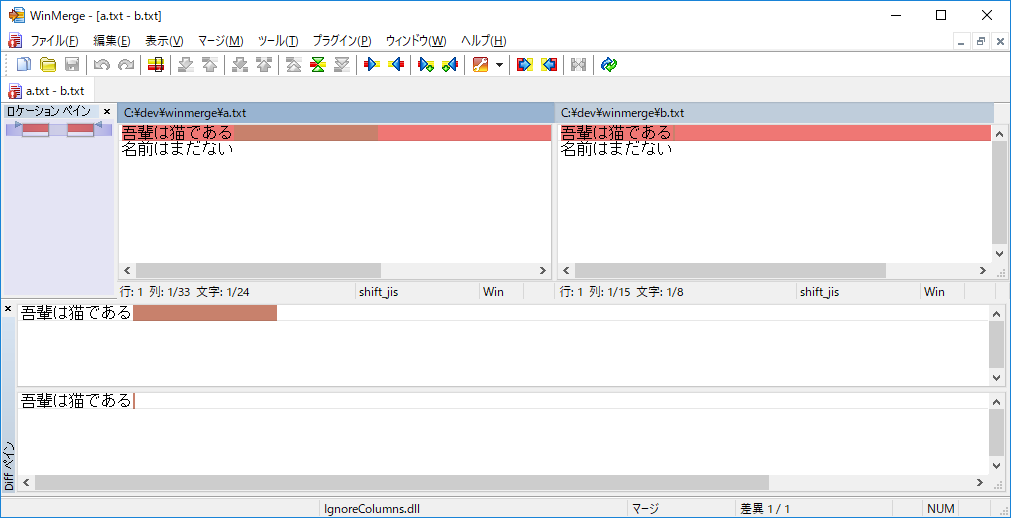 WinMerge - [a.txt - b.txt]
ファイル(F) 編集(E) 表示(V) マージ(M) ツール(T) プラグイン(P) ウィンドウ(W) ヘルプ(H)
a.txt - b.txt
ロケーション ペイン
C:¥dev¥winmerge¥a.txt
C:¥dev¥winmerge¥b.txt
吾輩は猫である
名前はまだない
吾輩は猫である
名前はまだない
行: 1 列: 1/33 文字: 1/24 shift_jis Win
行: 1 列: 1/15 文字: 1/8 shift_jis Win
Diff ペイン
吾輩は猫である
吾輩は猫である
IgnoreColumns.dll マージ 差異 1 / 1 NUM